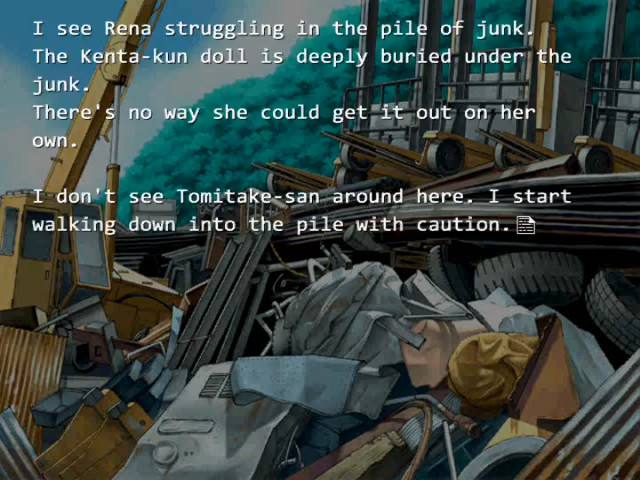 I see Rena struggling in the pile of junk.
The Kenta-kun doll is deeply buried under the
junk.
There's no way she could get it out on her
own.
I don't see Tomitake-san around here. I start
walking down into the pile with caution.